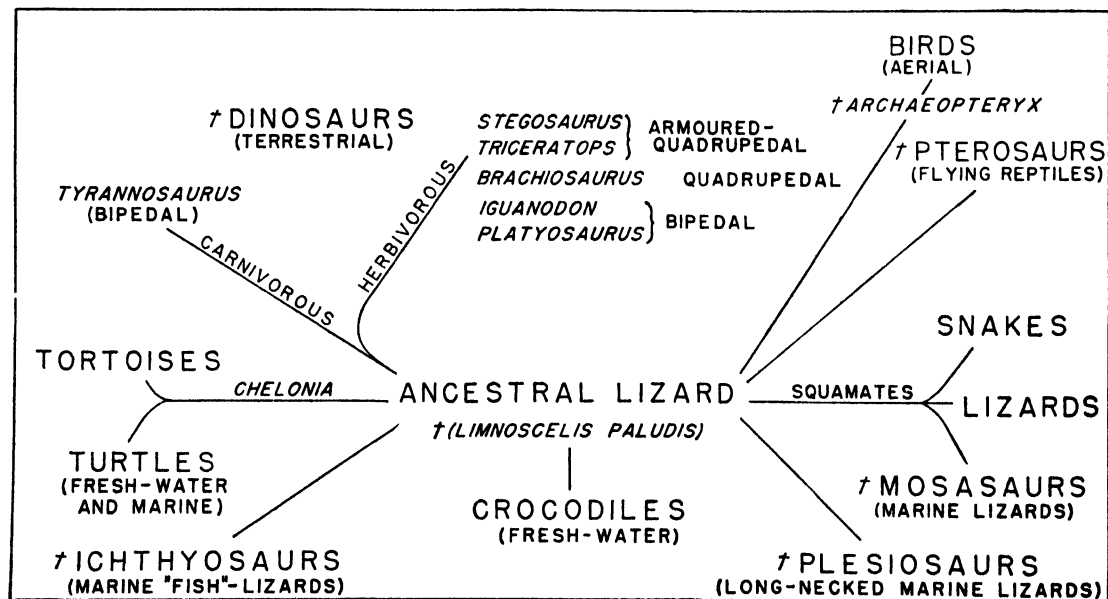 BIRDS
(AERIAL)
†ARCHAEOPTERYX
†DINOSAURS
(TERRESTRIAL)
STEGOSAURUS
TRICERATOPS
ARMOURED-
QUADRUPEDAL
†PTEROSAURS
(FLYING REPTILES)
BRACHIOSAURUS QUADRUPEDAL
TYRANNOSAURUS
(BIPEDAL)
IGUANODON
PLATYOSAURUS
BIPEDAL
CARNIVOROUS
HERBIVOROUS
SNAKES
TORTOISES
CHELONIA
ANCESTRAL LIZARD
†(LIMNOSCELIS PALUDIS)
SQUAMATES
LIZARDS
TURTLES
(FRESH-WATER
AND MARINE)
CROCODILES
(FRESH-WATER)
†MOSASAURS
(MARINE LIZARDS)
†ICHTHYOSAURS
(MARINE "FISH"-LIZARDS)
†PLESIOSAURS
(LONG-NECKED MARINE LIZARDS)